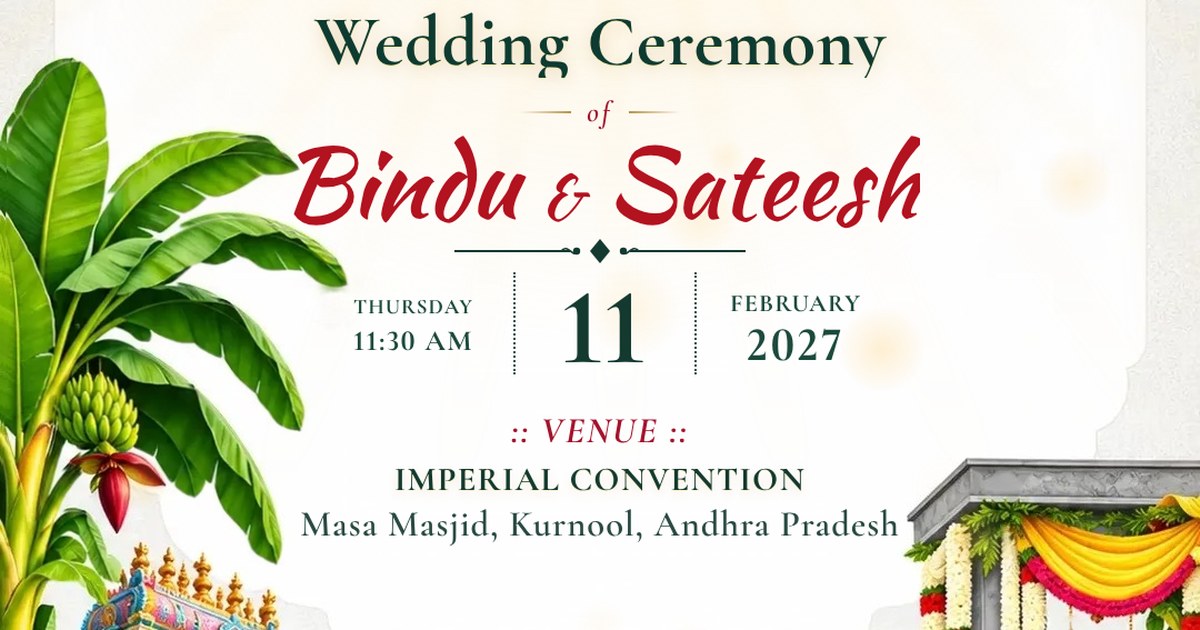 Wedding Ceremony
of
Bindu & Sateesh
THURSDAY
11:30 AM
11
FEBRUARY
2027
:: VENUE ::
IMPERIAL CONVENTION
Masa Masjid, Kurnool, Andhra Pradesh